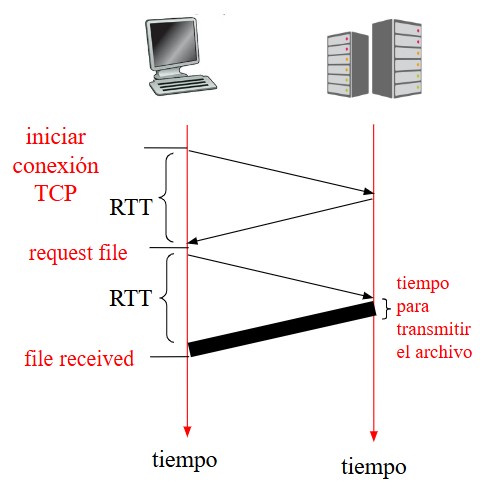 iniciar
conexión
TCP
RTT
request file
RTT
tiempo
para
transmitir
el archivo
file received
tiempo
tiempo